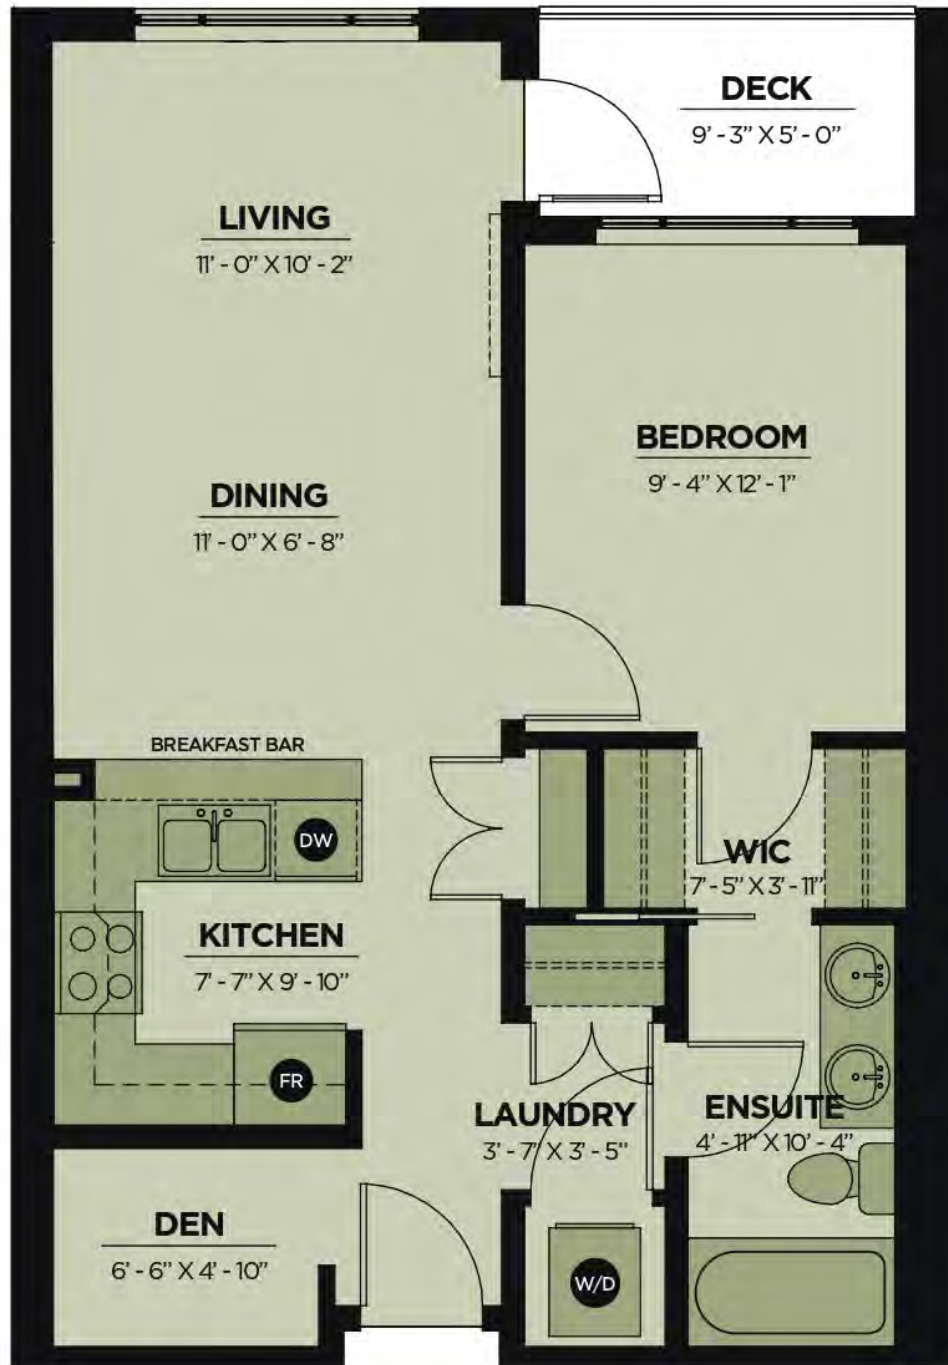 DECK
9' - 3" X 5' - 0"
LIVING
11' - 0" X 10' - 2"
BEDROOM
9' - 4" X 12' - 1"
DINING
11' - 0" X 6' - 8"
BREAKFAST BAR
DW
WIC
7' - 5" X 3' - 11"
KITCHEN
7' - 7" X 9' - 10"
FR
LAUNDRY
3' - 7" X 3' - 5"
ENSUITE
4' - 11" X 10' - 4"
DEN
6' - 6" X 4' - 10"
W/D